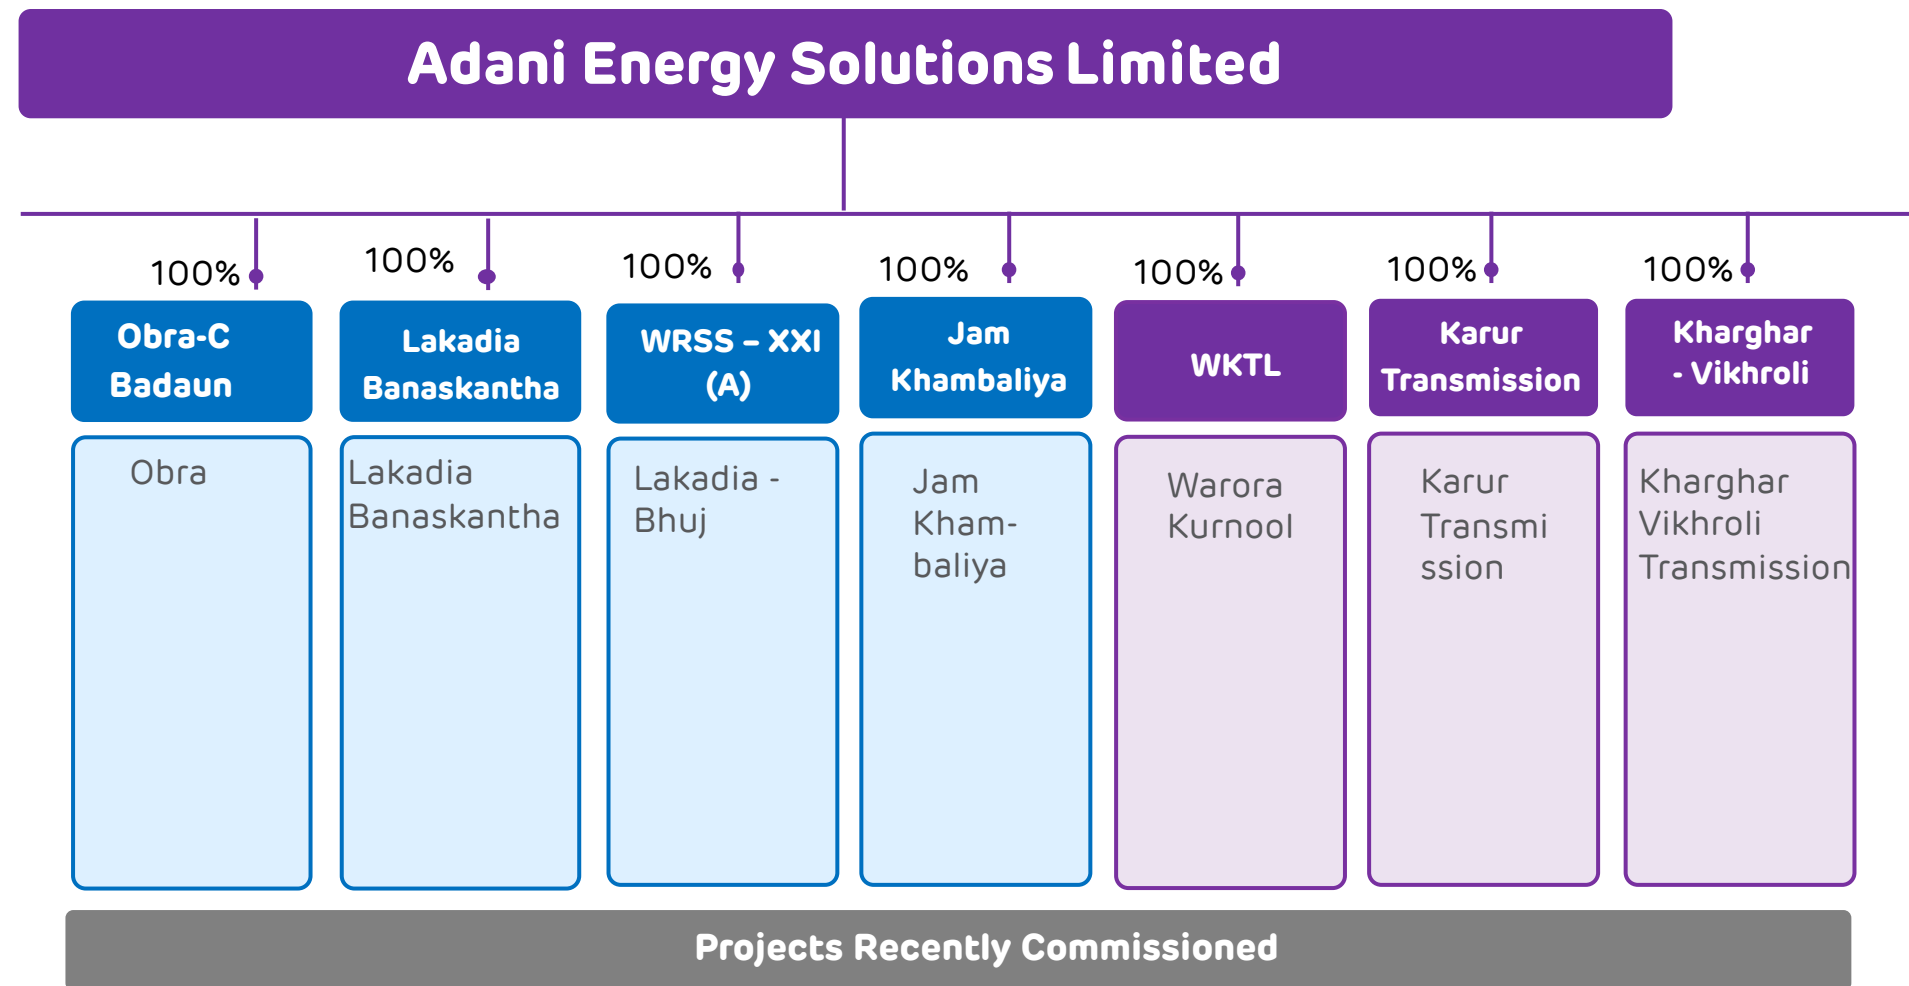 Adani Energy Solutions Limited
100%
100%
100%
100%
100%
100%
100%
Obra-C
Badaun
Lakadia
Banaskantha
WRSS – XXI
(A)
Jam
Khambaliya
WKTL
Karur
Transmission
Kharghar
- Vikhroli
Obra
Lakadia
Banaskantha
Lakadia -
Bhuj
Jam
Kham-
baliya
Warora
Kurnool
Karur
Transmi
ssion
Kharghar
Vikhroli
Transmission
Projects Recently Commissioned